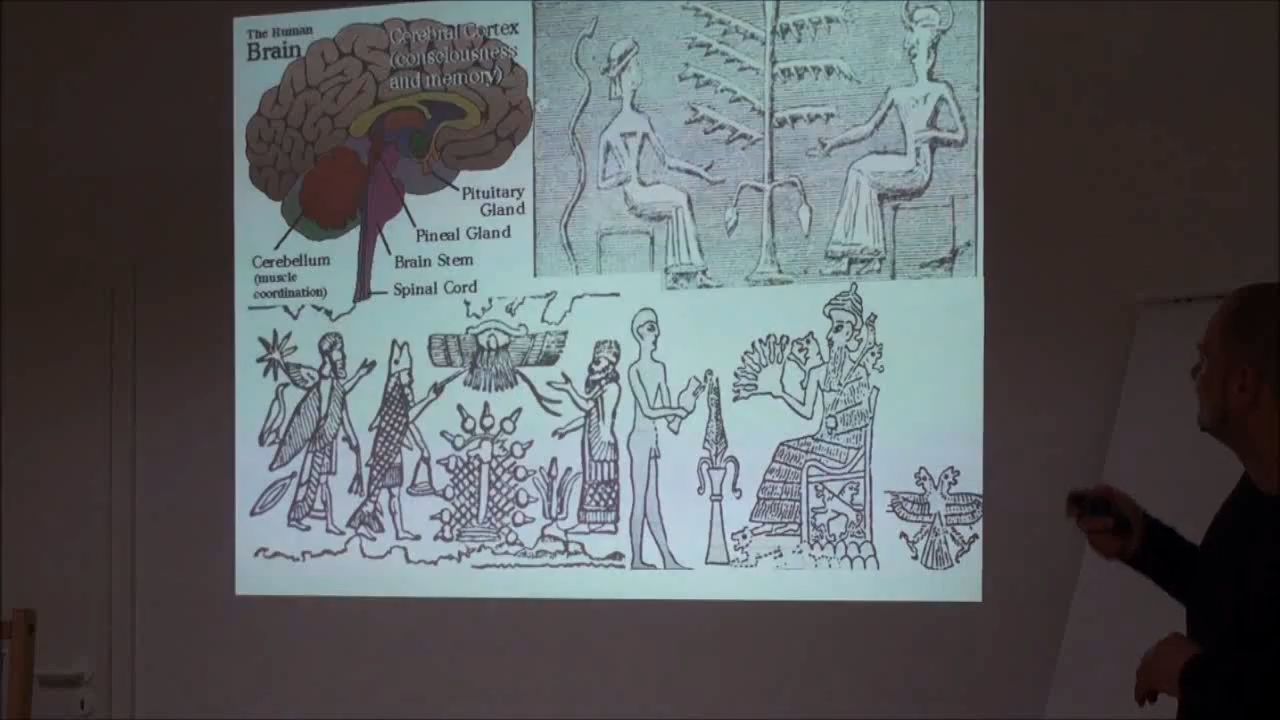 The Human
Brain
Cerebral Cortex
(consciousness
and memory)
Pituitary
Gland
Pineal Gland
Cerebellum
(muscle
coordination)
Brain Stem
Spinal Cord